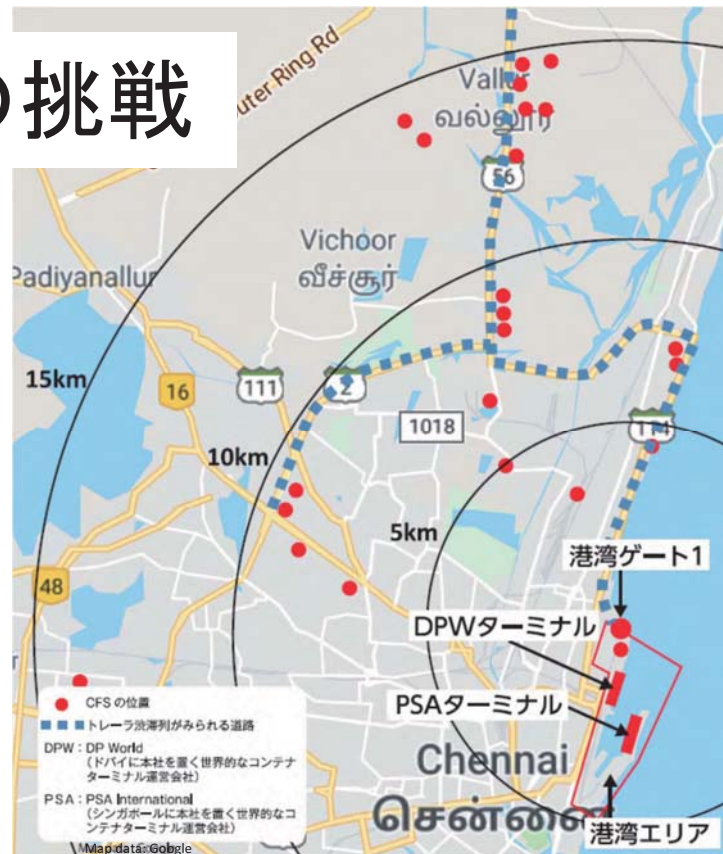 の挑戦
Outer Ring Rd
Vallur
வல்லூர்
56
Vichoor
வீச்சூர்
Padiyanallur
15km
16
111
2
1018
114
10km
5km
48
港湾ゲート1
DPWターミナル
PSAターミナル
Chennai
சென்னை
港湾エリア
CFSの位置
トレーラ渋滞列がみられる道路
DPW：DP World
（ドバイに本社を置く世界的なコンテナ
ターミナル運営会社）
PSA：PSA International
（シンガポールに本社を置く世界的なコ
ンテナターミナル運営会社）
Map data: Google